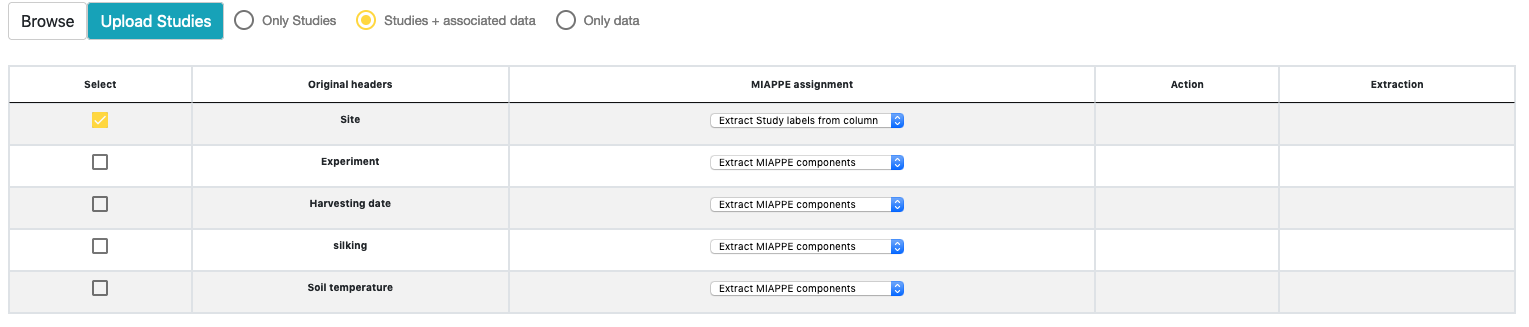 Browse Upload Studies Only Studies Studies + associated data Only data
Select Original headers MIAPPE assignment Action Extraction
Site Extract Study labels from column
Experiment Extract MIAPPE components
Harvesting date Extract MIAPPE components
silking Extract MIAPPE components
Soil temperature Extract MIAPPE components